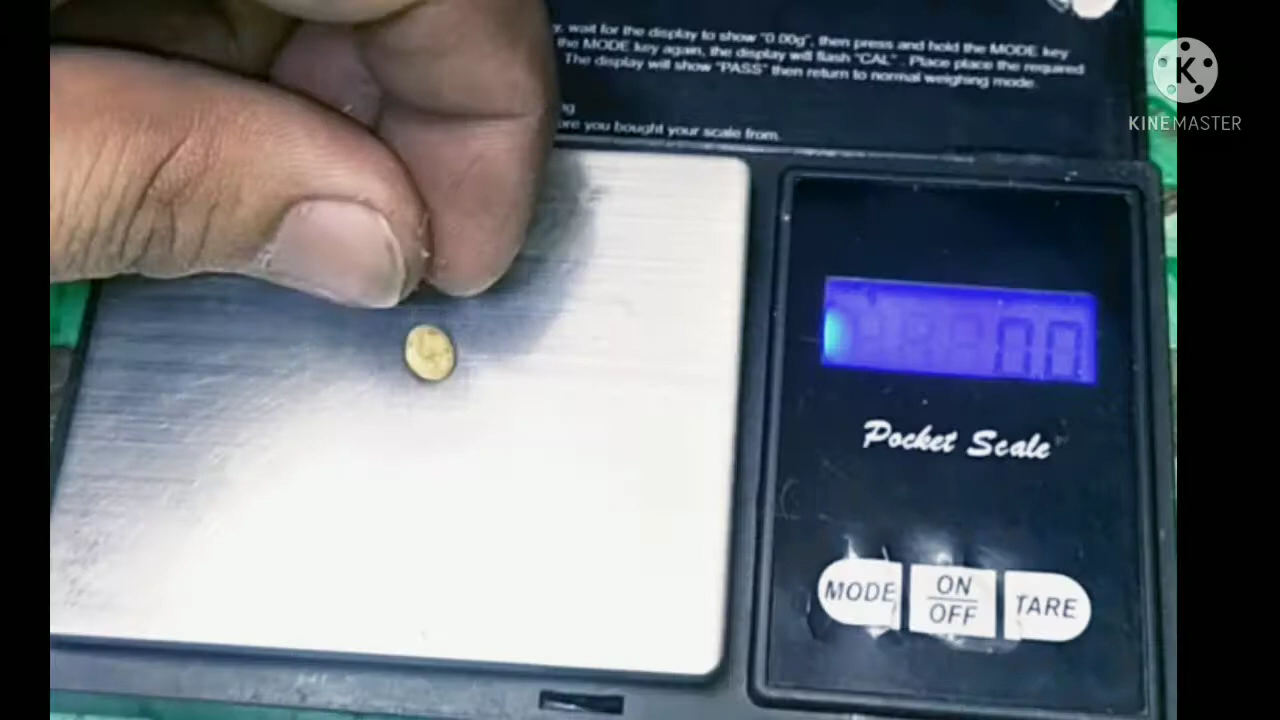 , wait for the display to show "0.00g", then press and hold the MODE key
the MODE key again, the display will flash "CAL" . Place place the required
The display will show "PASS" then return to normal weighing mode.
you bought your scale from.
K
KINEMASTER
0.0
Pocket Scale
MODE
ON
OFF
TARE